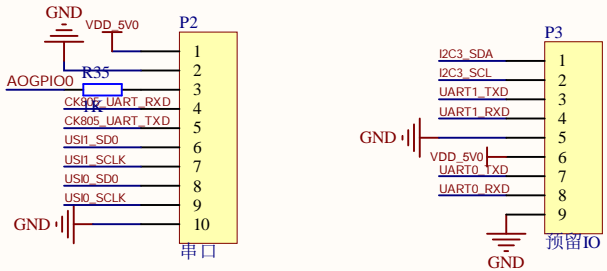 GND
VDD_5V0
P2
1
2
AOGPIO0
R35
1K
3
CK805_UART_RXD
4
CK805_UART_TXD
5
USI1_SD0
6
USI1_SCLK
7
USI0_SD0
8
USI0_SCLK
9
GND
10
串口
P3
I2C3_SDA
1
I2C3_SCL
2
UART1_TXD
3
UART1_RXD
4
GND
5
VDD_5V0
6
UART0_TXD
7
UART0_RXD
8
9
预留IO
GND